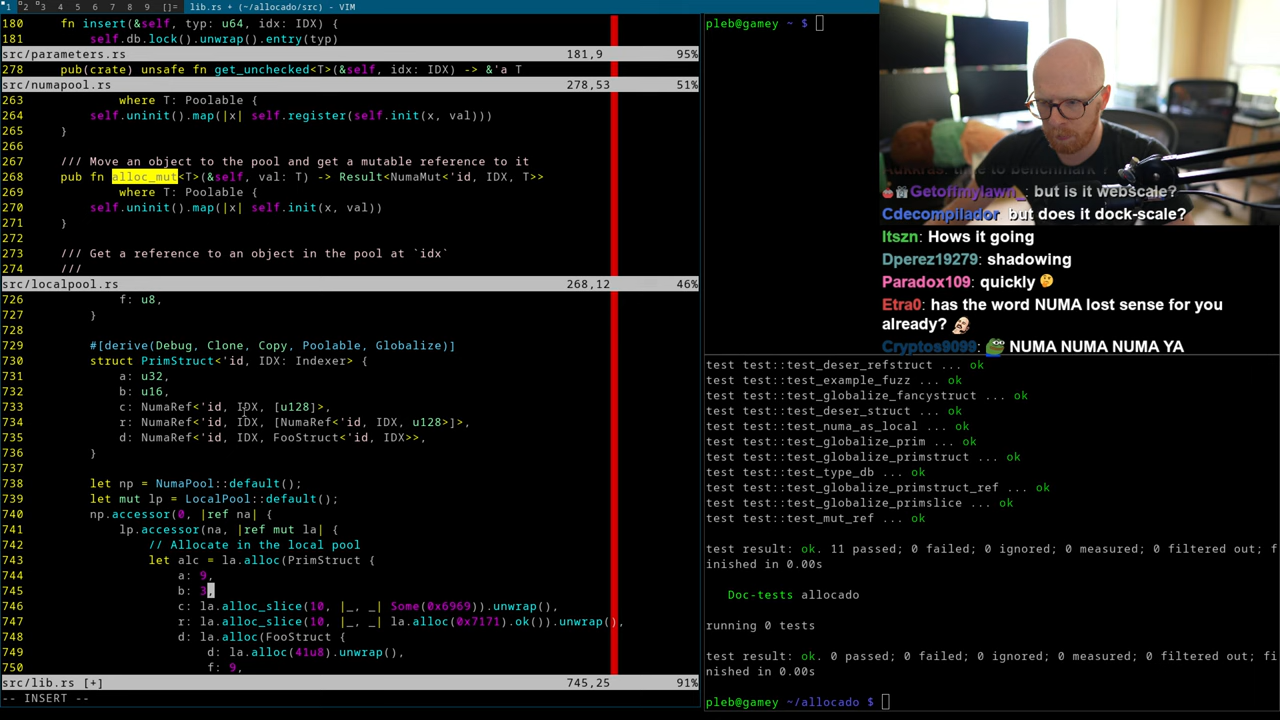 1 2 3 4 5 6 7 8 9 []= lib.rs + (~/allocado/src) - VIM
180 fn insert(&self, typ: u64, idx: IDX) {
181 self.db.lock().unwrap().entry(typ)
src/parameters.rs 181,9 95%
278 pub(crate) unsafe fn get_unchecked<T>(&self, idx: IDX) -> &'a T
src/numapool.rs 278,53 51%
263 where T: Poolable {
264 self.uninit().map(|x| self.register(self.init(x, val)))
265 }
266
267 /// Move an object to the pool and get a mutable reference to it
268 pub fn alloc_mut<T>(&self, val: T) -> Result<NumaMut<'id, IDX, T>>
269 where T: Poolable {
270 self.uninit().map(|x| self.init(x, val))
271 }
272
273 /// Get a reference to an object in the pool at `idx`
274 ///
src/localpool.rs 268,12 46%
726 f: u8,
727 }
728
729 #[derive(Debug, Clone, Copy, Poolable, Globalize)]
730 struct PrimStruct<'id, IDX: Indexer> {
731 a: u32,
732 b: u16,
733 c: NumaRef<'id, IDX, [u128]>,
734 r: NumaRef<'id, IDX, [NumaRef<'id, IDX, u128>]>,
735 d: NumaRef<'id, IDX, FooStruct<'id, IDX>>,
736 }
737
738 let np = NumaPool::default();
739 let mut lp = LocalPool::default();
740 np.accessor(0, |ref na| {
741 lp.accessor(na, |ref mut la| {
742 // Allocate in the local pool
743 let alc = la.alloc(PrimStruct {
744 a: 9,
745 b: 3,
746 c: la.alloc_slice(10, |_, _| Some(0x6969)).unwrap(),
747 r: la.alloc_slice(10, |_, _| la.alloc(0x7171).ok()).unwrap(),
748 d: la.alloc(FooStruct {
749 d: la.alloc(41u8).unwrap(),
750 f: 9,
src/lib.rs [+] 745,25 91%
-- INSERT --
pleb@gamey ~ $
Getoffmylawn_: but is it webscale?
Cdecompilador but does it dock-scale?
Itszn: Hows it going
Dperez19279: shadowing
Paradox109: quickly 🤔
Etra0: has the word NUMA lost sense for you
already?
Cryptos9099: NUMA NUMA NUMA YA
test test::test_deser_refstruct ... ok
test test::test_example_fuzz ... ok
test test::test_globalize_fancystruct ... ok
test test::test_deser_struct ... ok
test test::test_numa_as_local ... ok
test test::test_globalize_prim ... ok
test test::test_globalize_primstruct ... ok
test test::test_type_db ... ok
test test::test_globalize_primstruct_ref ... ok
test test::test_globalize_primslice ... ok
test test::test_mut_ref ... ok
test result: ok. 11 passed; 0 failed; 0 ignored; 0 measured; 0 filtered out; fi
nished in 0.00s
Doc-tests allocado
running 0 tests
test result: ok. 0 passed; 0 failed; 0 ignored; 0 measured; 0 filtered out; fi
nished in 0.00s
pleb@gamey ~/allocado $